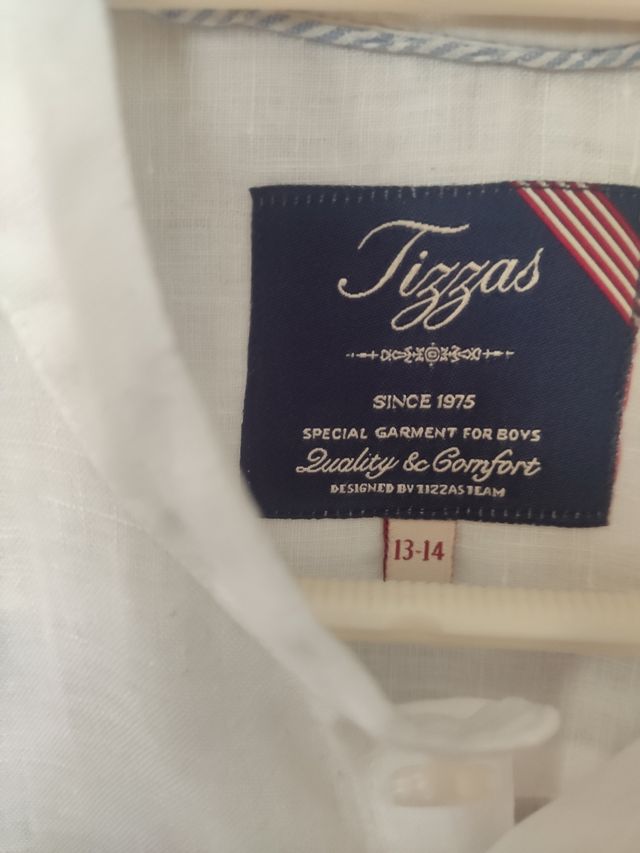 Tizzas
SINCE 1975
SPECIAL GARMENT FOR BOYS
Quality & Comfort
DESIGNED BY TIZZAS TEAM
13-14